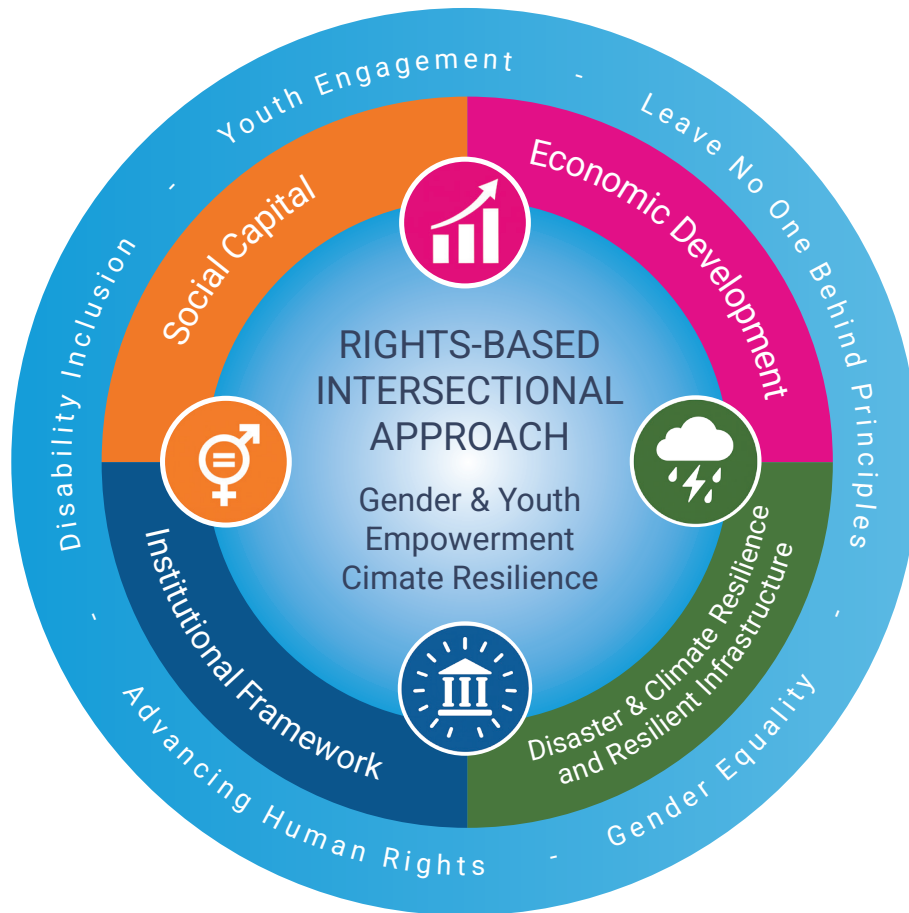 Youth Engagement - Leave No One Behind Principles - Gender Equality - Advancing Human Rights - Disability Inclusion -
Social Capital
Economic Development
RIGHTS-BASED
INTERSECTIONAL
APPROACH
Gender & Youth
Empowerment
Cimate Resilience
Institutional Framework
Disaster & Climate Resilience
and Resilient Infrastructure